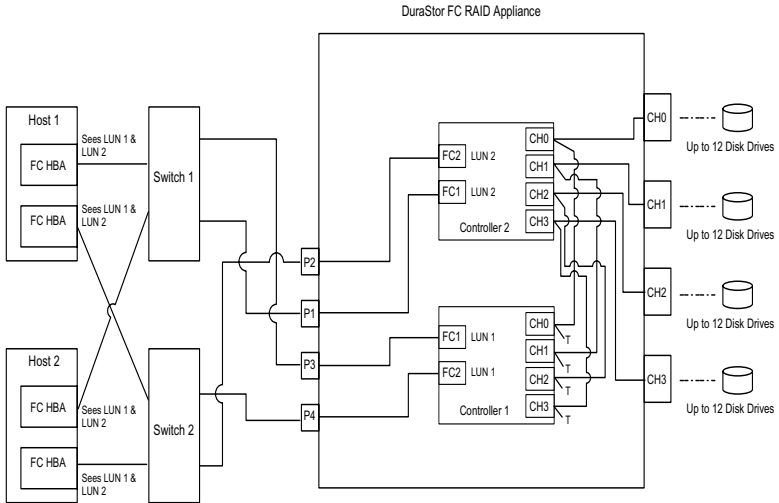 DuraStor FC RAID Appliance
Host 1
FC HBA
FC HBA
Sees LUN 1 &
LUN 2
Sees LUN 1 &
LUN 2
Switch 1
Host 2
FC HBA
FC HBA
Sees LUN 1 &
LUN 2
Sees LUN 1 &
LUN 2
Switch 2
P2
P1
P3
P4
FC2
LUN 2
FC1
LUN 2
CH0
CH1
CH2
CH3
Controller 2
FC1
LUN 1
FC2
LUN 1
CH0
CH1
CH2
CH3
T
T
T
T
Controller 1
CH0
Up to 12 Disk Drives
CH1
Up to 12 Disk Drives
CH2
Up to 12 Disk Drives
CH3
Up to 12 Disk Drives